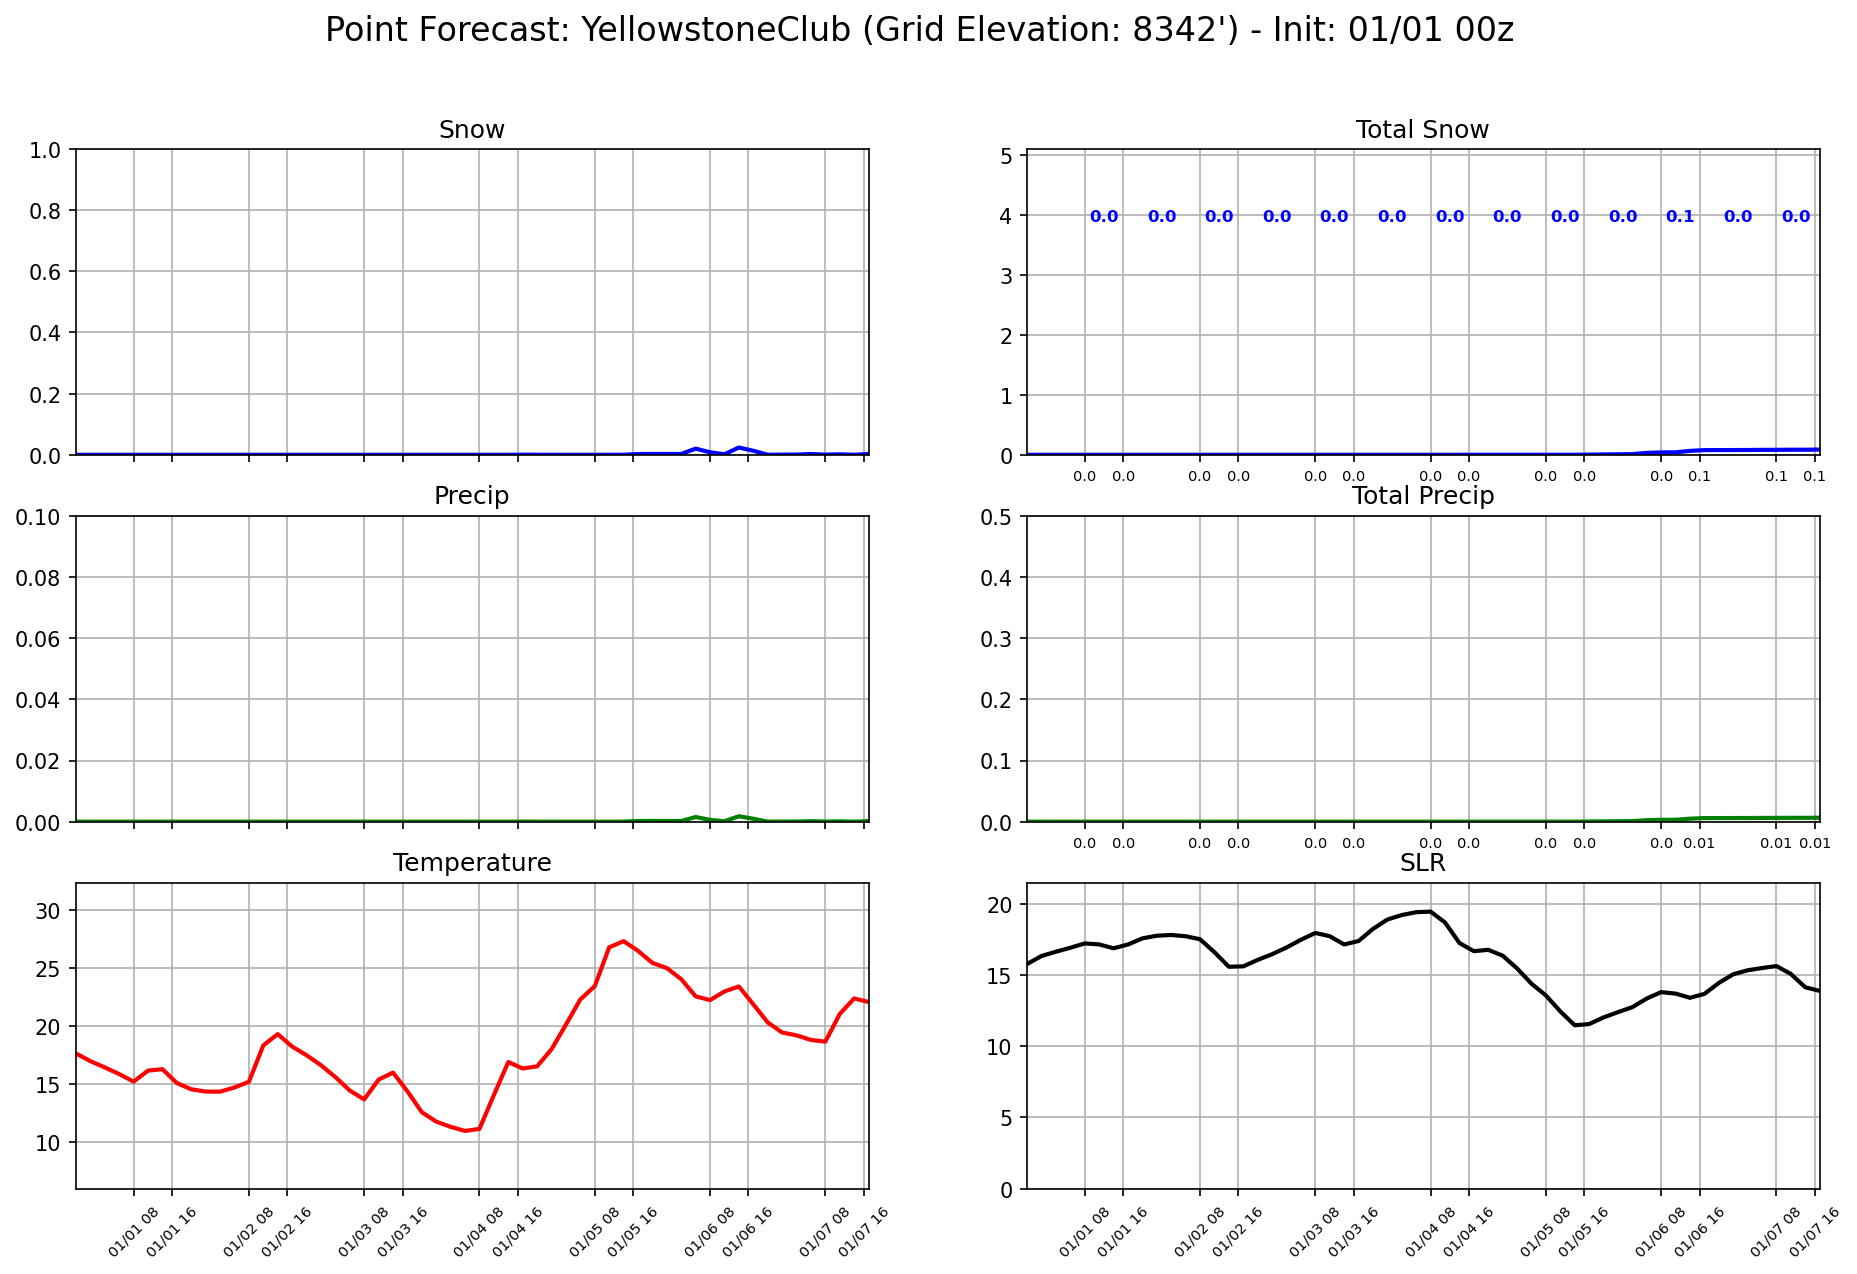 Point Forecast: YellowstoneClub (Grid Elevation: 8342') - Init: 01/01 00z
Snow
1.0
0.8
0.6
0.4
0.2
0.0
Total Snow
5
4
3
2
1
0
0.0 0.0 0.0 0.0 0.0 0.0 0.0 0.0 0.0 0.0 0.1 0.0 0.0
0.0 0.0 0.0 0.0 0.0 0.0 0.0 0.0 0.0 0.0 0.0 0.1 0.1 0.1
Precip
0.10
0.08
0.06
0.04
0.02
0.00
Total Precip
0.5
0.4
0.3
0.2
0.1
0.0
0.0 0.0 0.0 0.0 0.0 0.0 0.0 0.0 0.0 0.0 0.0 0.01 0.01 0.01
Temperature
30
25
20
15
10
01/01 08 01/01 16 01/02 08 01/02 16 01/03 08 01/03 16 01/04 08 01/04 16 01/05 08 01/05 16 01/06 08 01/06 16 01/07 08 01/07 16
SLR
20
15
10
5
0
01/01 08 01/01 16 01/02 08 01/02 16 01/03 08 01/03 16 01/04 08 01/04 16 01/05 08 01/05 16 01/06 08 01/06 16 01/07 08 01/07 16